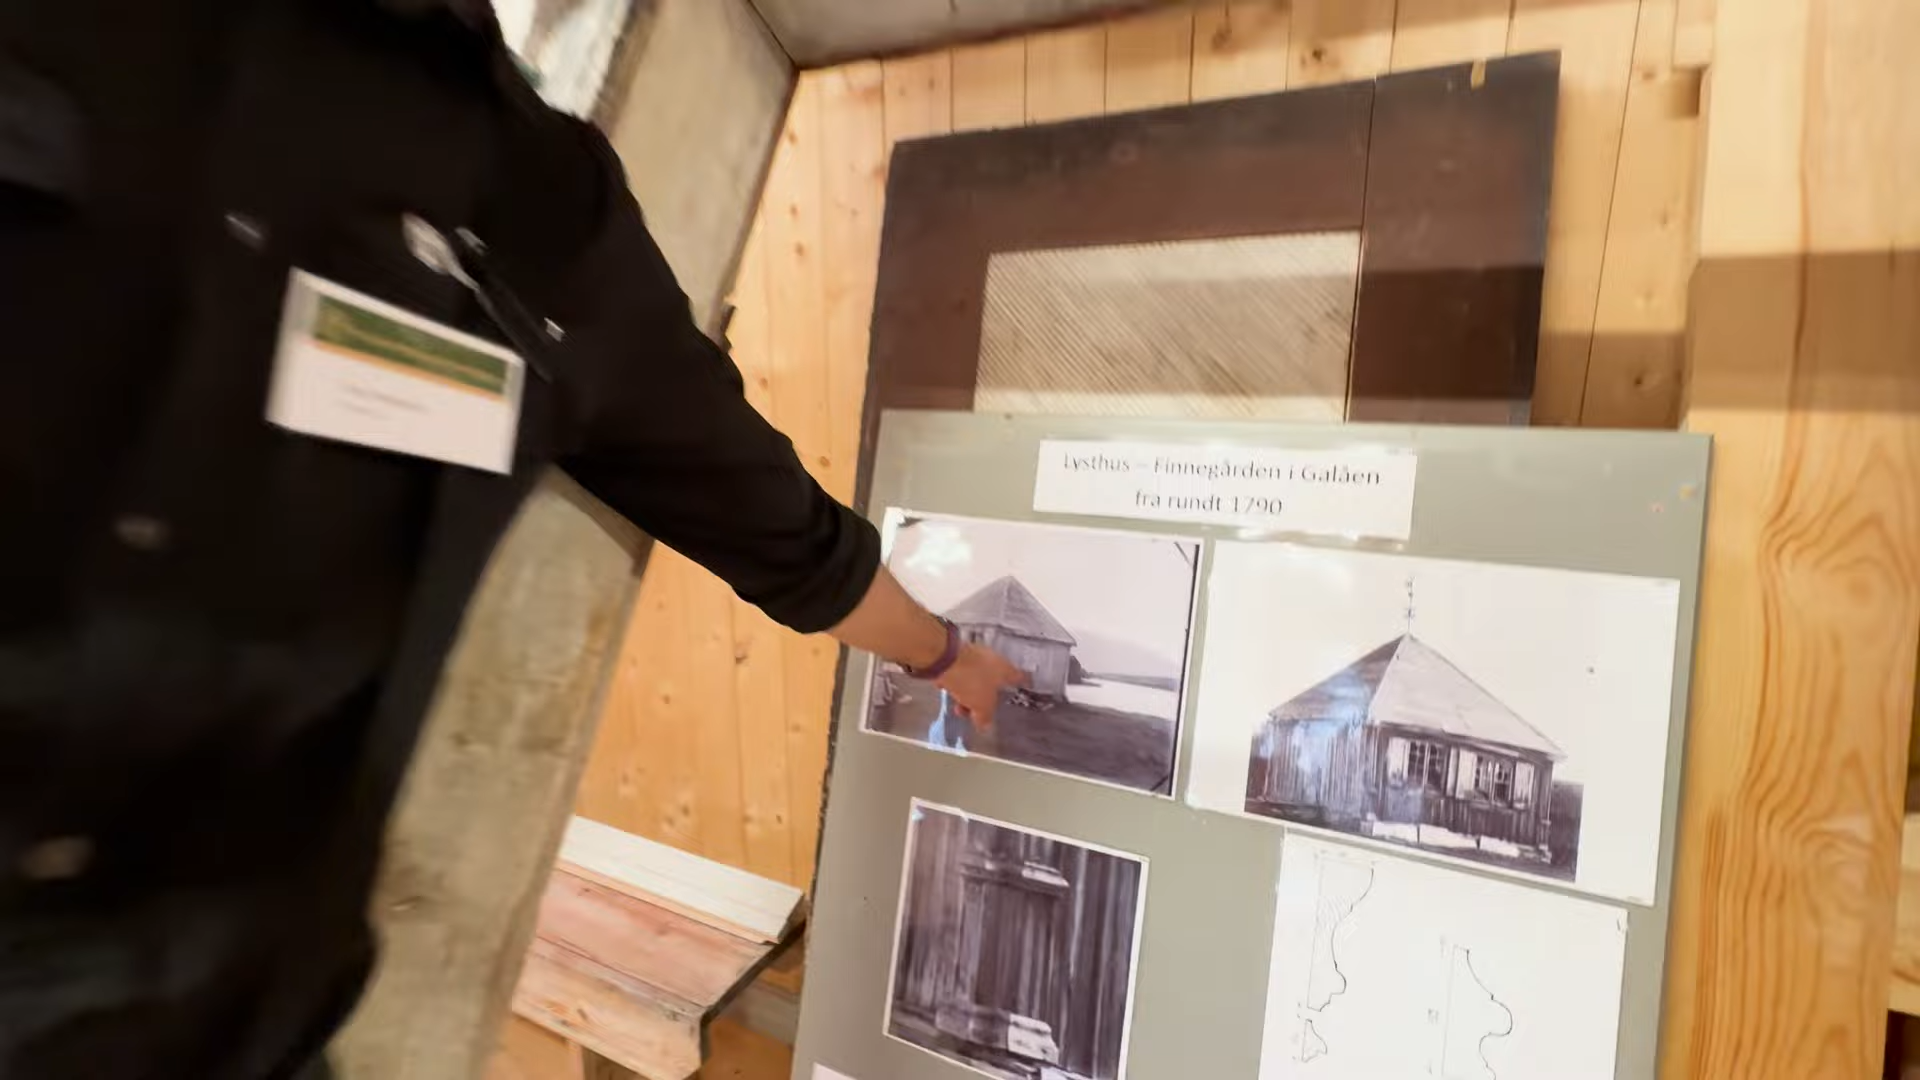 Lysthus – Finnegården i Galåen
fra rundt 1790